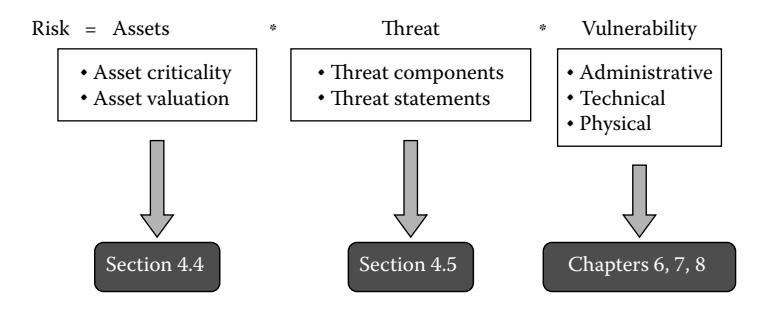 Risk = Assets * Threat * Vulnerability
• Asset criticality
• Asset valuation
• Threat components
• Threat statements
• Administrative
• Technical
• Physical
Section 4.4
Section 4.5
Chapters 6, 7, 8